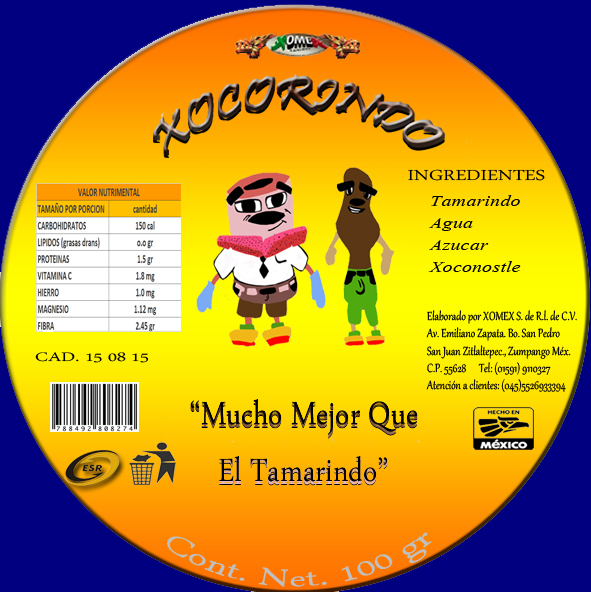 XOMEX
XOCORINDO
VALOR NUTRIMENTAL
TAMAÑO POR PORCION cantidad
CARBOHIDRATOS 150 cal
LIPIDOS (grasas drans) o.o gr
PROTEINAS 1.5 gr
VITAMINA C 1.8 mg
HIERRO 1.0 mg
MAGNESIO 1.12 mg
FIBRA 2.45 gr
CAD. 15 08 15
7 88492 808274
ESR
INGREDIENTES
Tamarindo
Agua
Azucar
Xoconostle
Elaborado por XOMEX S. de R.l. de C.V.
Av. Emiliano Zapata. Bo. San Pedro
San Juan Zitlaltepec., Zumpango Méx.
C.P. 55628 Tel: (01591) 9110327
Atención a clientes: (045)5526933394
HECHO EN
MÉXICO
“Mucho Mejor Que
El Tamarindo”
Cont. Net. 100 gr